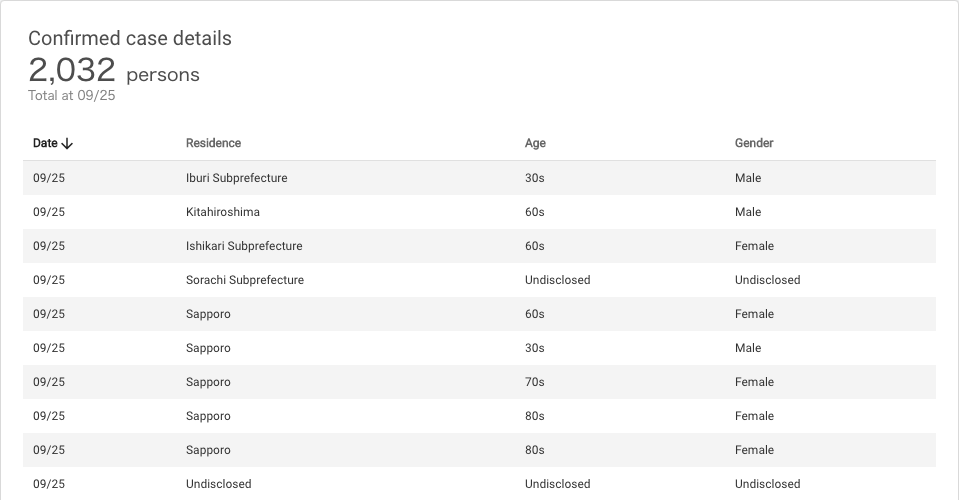 Confirmed case details
2,032 persons
Total at 09/25
Date Residence Age Gender
09/25 Iburi Subprefecture 30s Male
09/25 Kitahiroshima 60s Male
09/25 Ishikari Subprefecture 60s Female
09/25 Sorachi Subprefecture Undisclosed Undisclosed
09/25 Sapporo 60s Female
09/25 Sapporo 30s Male
09/25 Sapporo 70s Female
09/25 Sapporo 80s Female
09/25 Sapporo 80s Female
09/25 Undisclosed Undisclosed Undisclosed